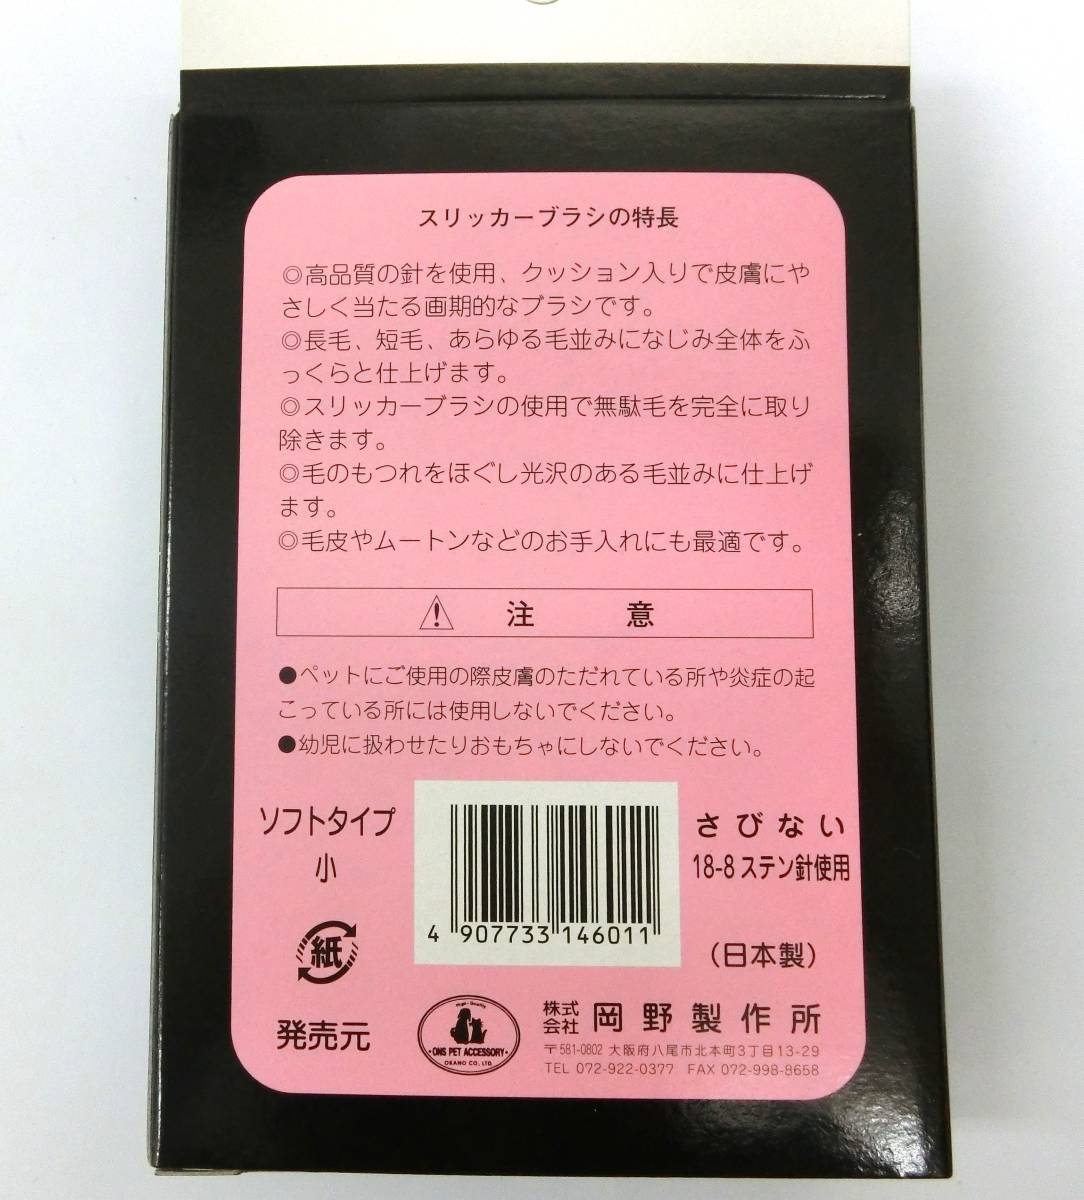 スリッカーブラシの特長
◎高品質の針を使用、クッション入りで皮膚にや
さしく当たる画期的なブラシです。
◎長毛、短毛、あらゆる毛並みになじみ全体をふ
っくらと仕上げます。
◎スリッカーブラシの使用で無駄毛を完全に取り
除きます。
◎毛のもつれをほぐし光沢のある毛並みに仕上げ
ます。
◎毛皮やムートンなどのお手入れにも最適です。
注 意
●ペットにご使用の際皮膚のただれている所や炎症の起
こっている所には使用しないでください。
●幼児に扱わせたりおもちゃにしないでください。
ソフトタイプ
小
4 907733 146011
さびない
18-8ステン針使用
(日本製)
紙
発売元
High-Quality
・ONS PET ACCESSORY・
OKANO CO., LTD.
株式会社 岡野製作所
〒581-0802 大阪府八尾市北本町3丁目13-29
TEL 072-922-0377 FAX 072-998-8658